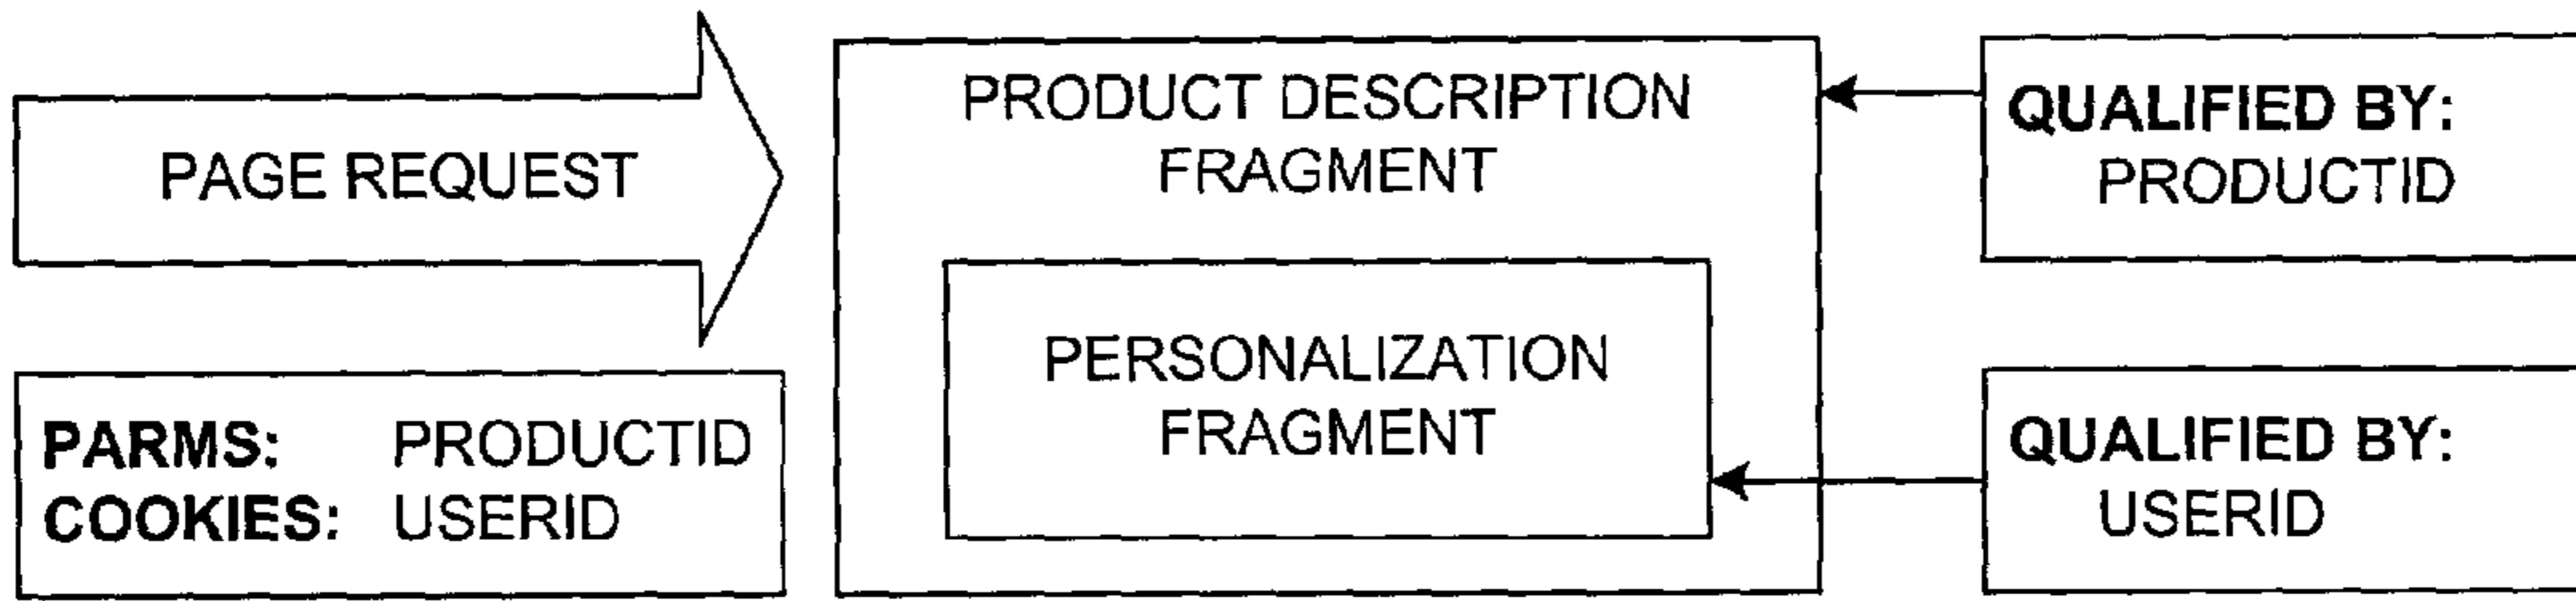 PAGE REQUEST
PARMS: PRODUCTID
COOKIES: USERID
PRODUCT DESCRIPTION
FRAGMENT
PERSONALIZATION
FRAGMENT
QUALIFIED BY:
PRODUCTID
QUALIFIED BY:
USERID